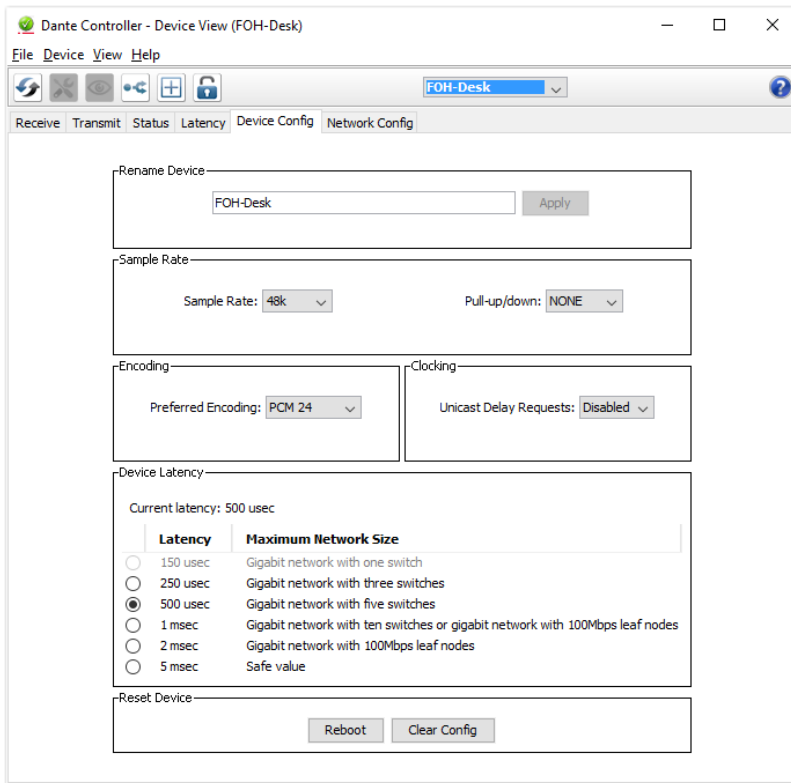 Dante Controller - Device View (FOH-Desk)
File Device View Help
FOH-Desk
Receive Transmit Status Latency Device Config Network Config
Rename Device
FOH-Desk Apply
Sample Rate
Sample Rate: 48k Pull-up/down: NONE
Encoding Clocking
Preferred Encoding: PCM 24 Unicast Delay Requests: Disabled
Device Latency
Current latency: 500 usec
Latency Maximum Network Size
150 usec Gigabit network with one switch
250 usec Gigabit network with three switches
500 usec Gigabit network with five switches
1 msec Gigabit network with ten switches or gigabit network with 100Mbps leaf nodes
2 msec Gigabit network with 100Mbps leaf nodes
5 msec Safe value
Reset Device
Reboot Clear Config